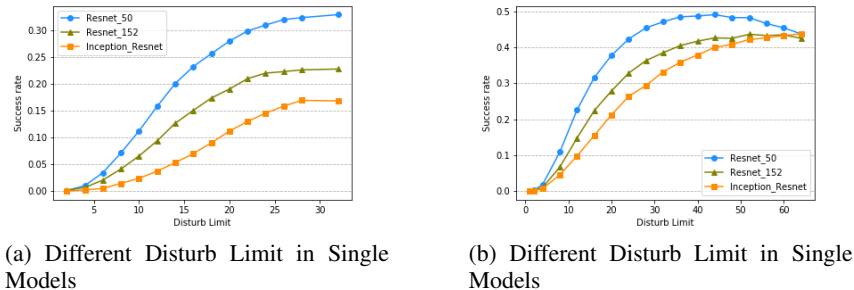 0.30
0.25
0.20
0.15
0.10
0.05
0.00
Success rate
Resnet_50
Resnet_152
Inception_Resnet
5 10 15 20 25 30
Disturb Limit
(a) Different Disturb Limit in Single
Models
0.5
0.4
0.3
0.2
0.1
0.0
Success rate
Resnet_50
Resnet_152
Inception_Resnet
0 10 20 30 40 50 60
Disturb Limit
(b) Different Disturb Limit in Single
Models